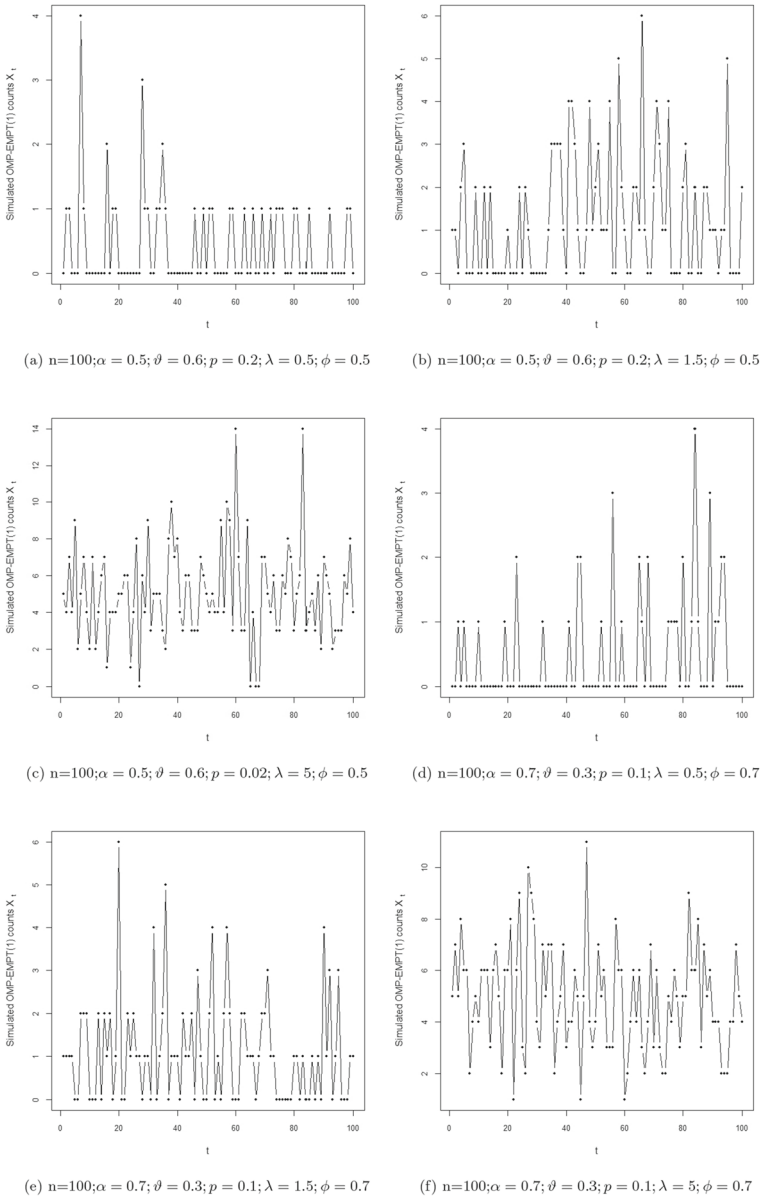 Simulated OMP-EMPT(1) counts X t
4
3
2
1
0
0 20 40 60 80 100
t
(a) n=100;α = 0.5; ϑ = 0.6; p = 0.2; λ = 0.5; ϕ = 0.5
Simulated OMP-EMPT(1) counts X t
6
5
4
3
2
1
0
0 20 40 60 80 100
t
(b) n=100;α = 0.5; ϑ = 0.6; p = 0.2; λ = 1.5; ϕ = 0.5
Simulated OMP-EMPT(1) counts X t
14
12
10
8
6
4
2
0
0 20 40 60 80 100
t
(c) n=100;α = 0.5; ϑ = 0.6; p = 0.02; λ = 5; ϕ = 0.5
Simulated OMP-EMPT(1) counts X t
4
3
2
1
0
0 20 40 60 80 100
t
(d) n=100;α = 0.7; ϑ = 0.3; p = 0.1; λ = 0.5; ϕ = 0.7
Simulated OMP-EMPT(1) counts X t
6
5
4
3
2
1
0
0 20 40 60 80 100
t
(e) n=100;α = 0.7; ϑ = 0.3; p = 0.1; λ = 1.5; ϕ = 0.7
Simulated OMP-EMPT(1) counts X t
10
8
6
4
2
0 20 40 60 80 100
t
(f) n=100;α = 0.7; ϑ = 0.3; p = 0.1; λ = 5; ϕ = 0.7